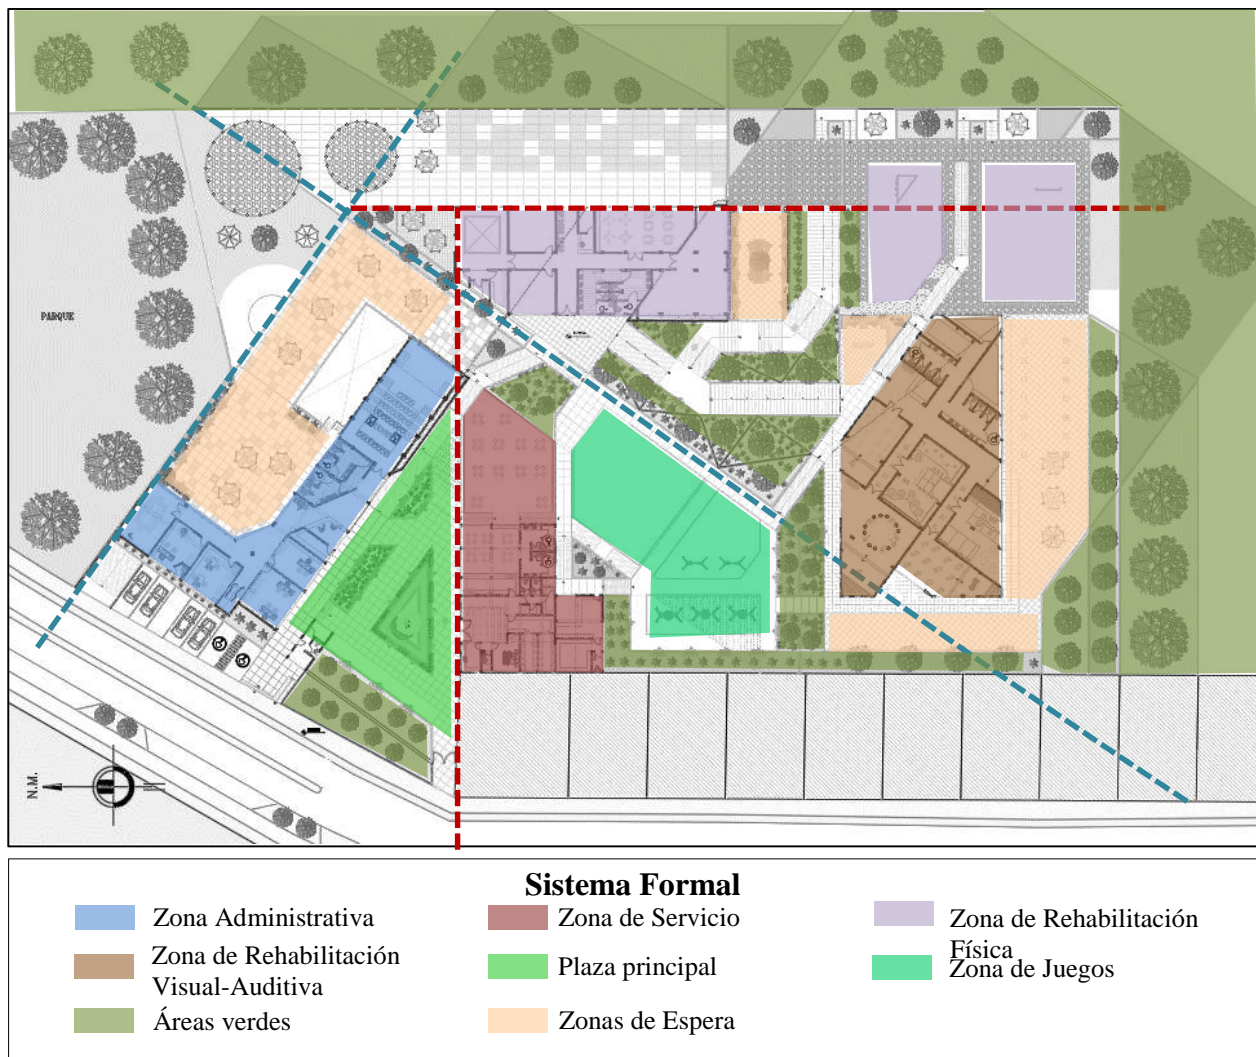 PARQUE
N.M.
Sistema Formal
Zona Administrativa
Zona de Servicio
Zona de Rehabilitación
Física
Zona de Rehabilitación
Visual-Auditiva
Plaza principal
Zona de Juegos
Áreas verdes
Zonas de Espera